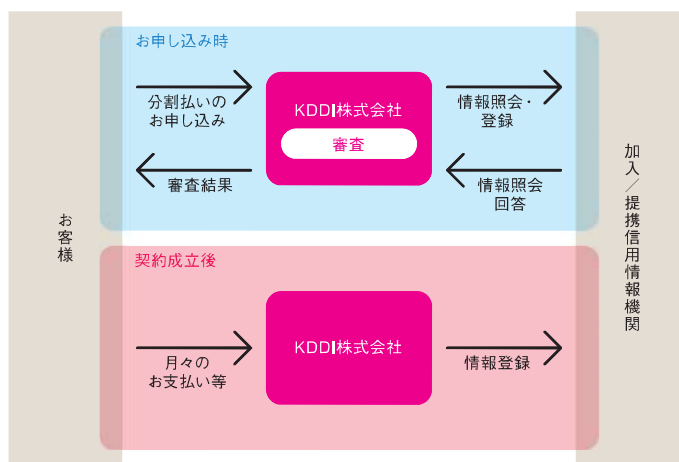 お申し込み時
分割払いの
お申し込み
KDDI株式会社
審査
情報照会・
登録
審査結果
情報照会
回答
お客様
加入／提携信用情報機関
契約成立後
月々の
お支払い等
KDDI株式会社
情報登録